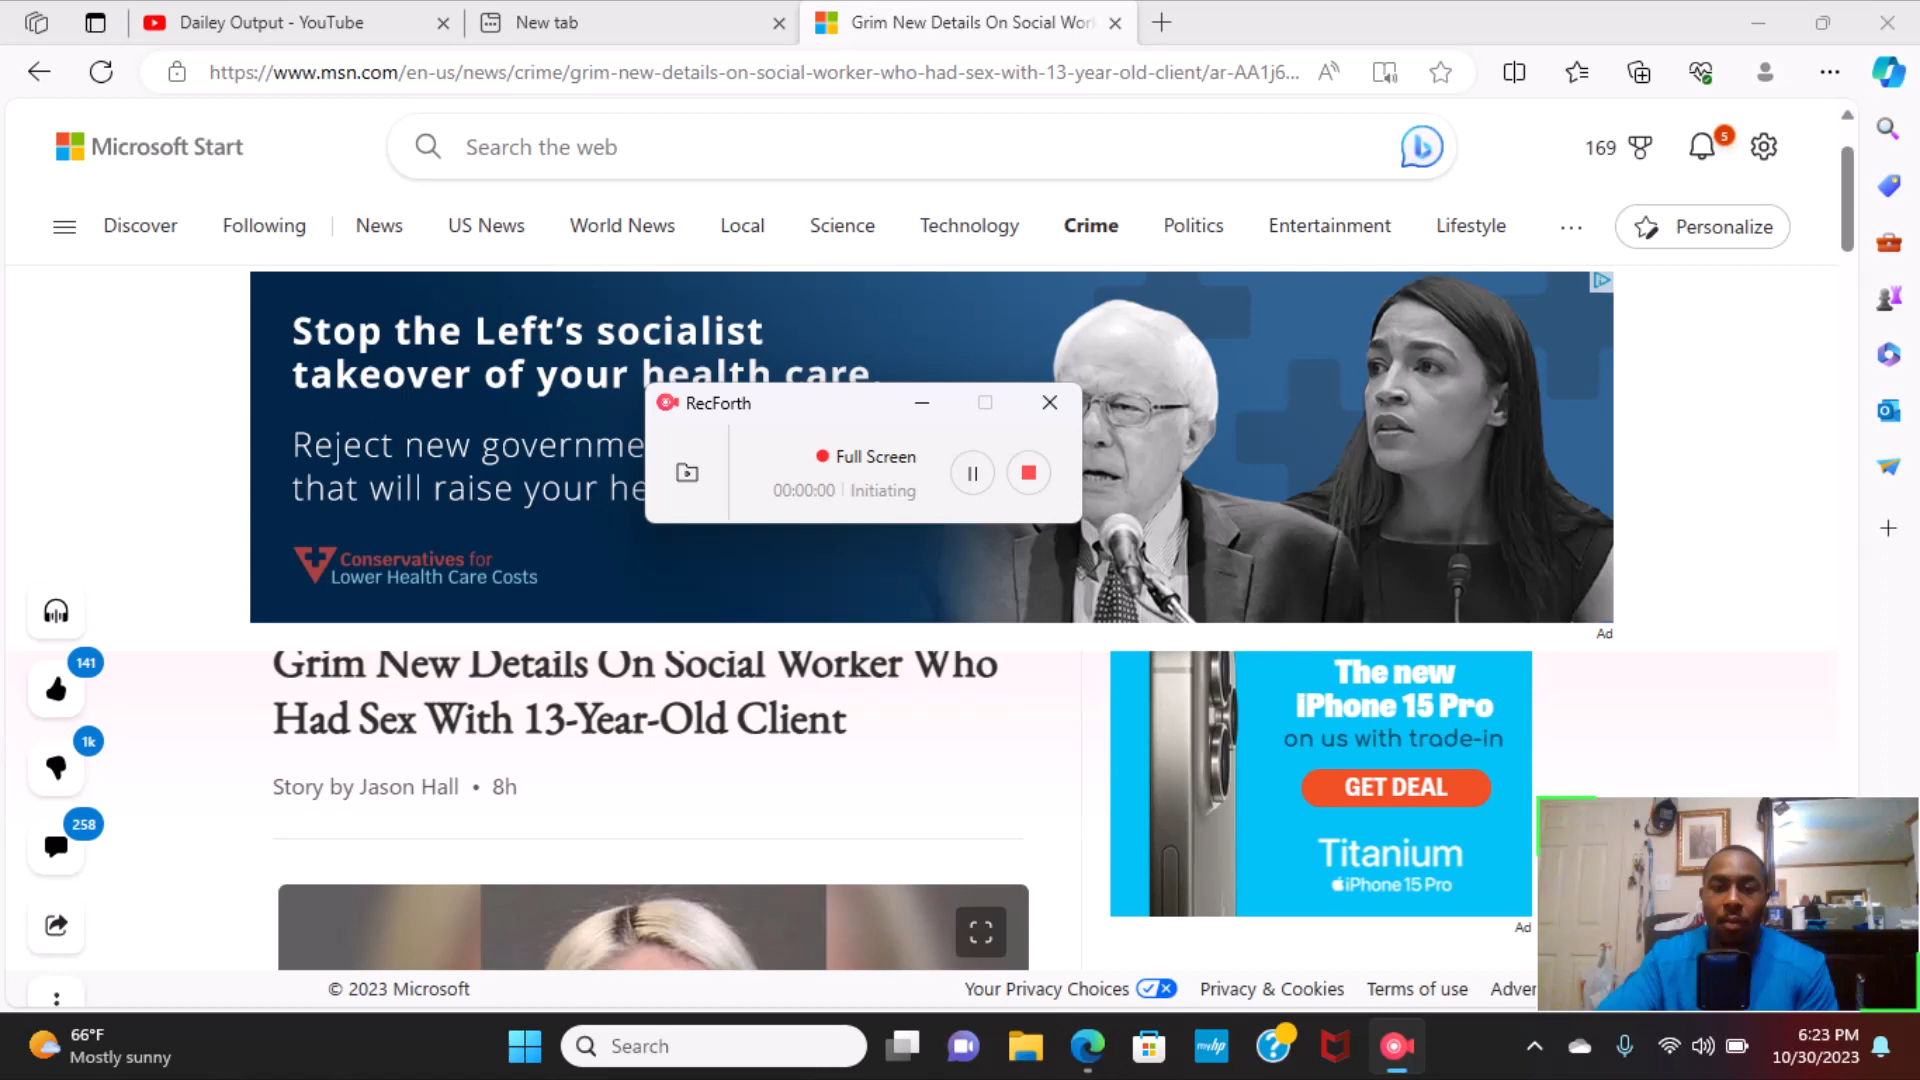 Dailey Output - YouTube
New tab
Grim New Details On Social Wor
https://www.msn.com/en-us/news/crime/grim-new-details-on-social-worker-who-had-sex-with-13-year-old-client/ar-AA1j6...
Microsoft Start
Search the web
169
5
Discover
Following
News
US News
World News
Local
Science
Technology
Crime
Politics
Entertainment
Lifestyle
...
Personalize
Stop the Left's socialist
takeover of your health care.
Reject new governme
that will raise your he
Conservatives for
Lower Health Care Costs
RecForth
Full Screen
00:00:00 | Initiating
Ad
141
1k
258
Grim New Details On Social Worker Who
Had Sex With 13-Year-Old Client
Story by Jason Hall • 8h
The new
iPhone 15 Pro
on us with trade-in
GET DEAL
Titanium
iPhone 15 Pro
Ad
© 2023 Microsoft
Your Privacy Choices
Privacy & Cookies
Terms of use
Adver
66°F
Mostly sunny
Search
myhp
6:23 PM
10/30/2023